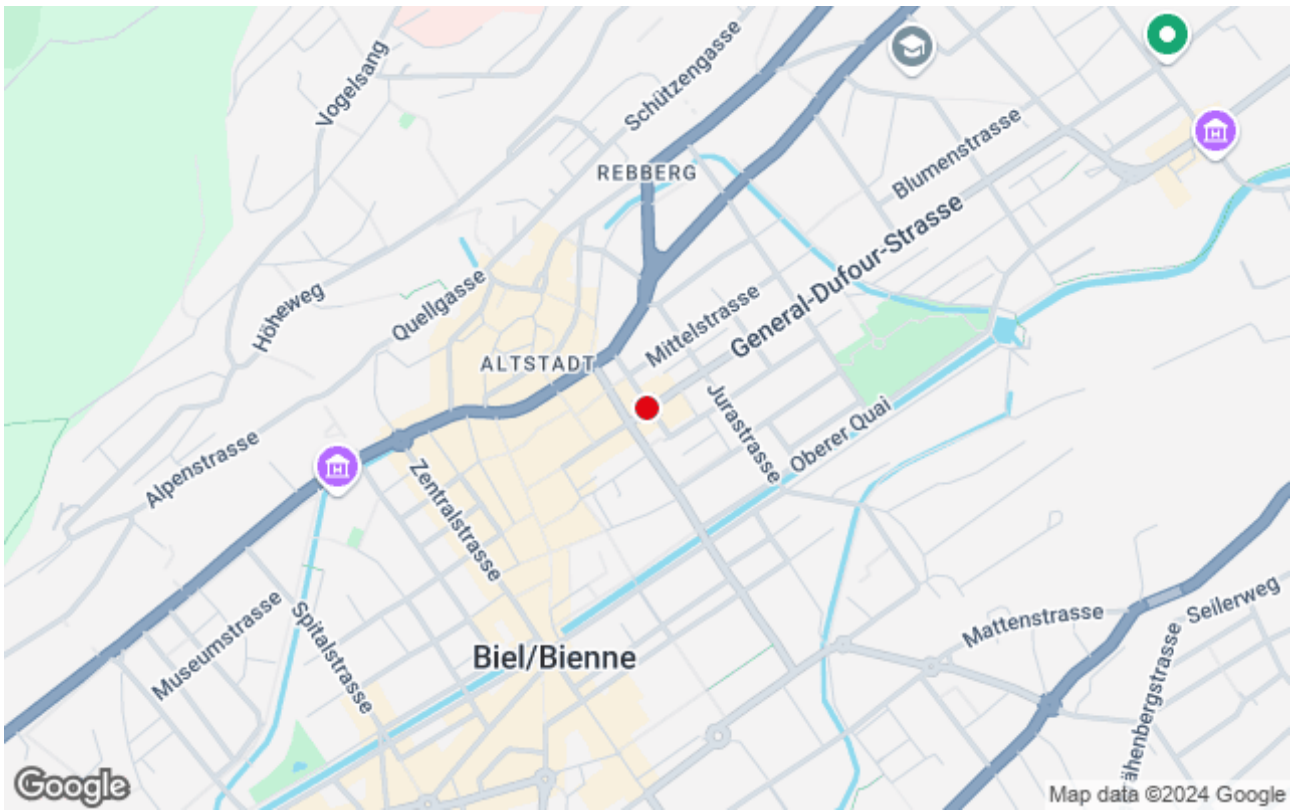 Vogelsang
Schützengasse
REBBERG
Blumenstrasse
Höheweg
Quellgasse
Mittelstrasse
General-Dufour-Strasse
ALTSTADT
Jurastrasse
Oberer Quai
Alpenstrasse
Zentralstrasse
Museumstrasse
Spitalstrasse
Biel/Bienne
Mattenstrasse
Seilerweg
ähenbergstrasse
Google
Map data ©2024 Google